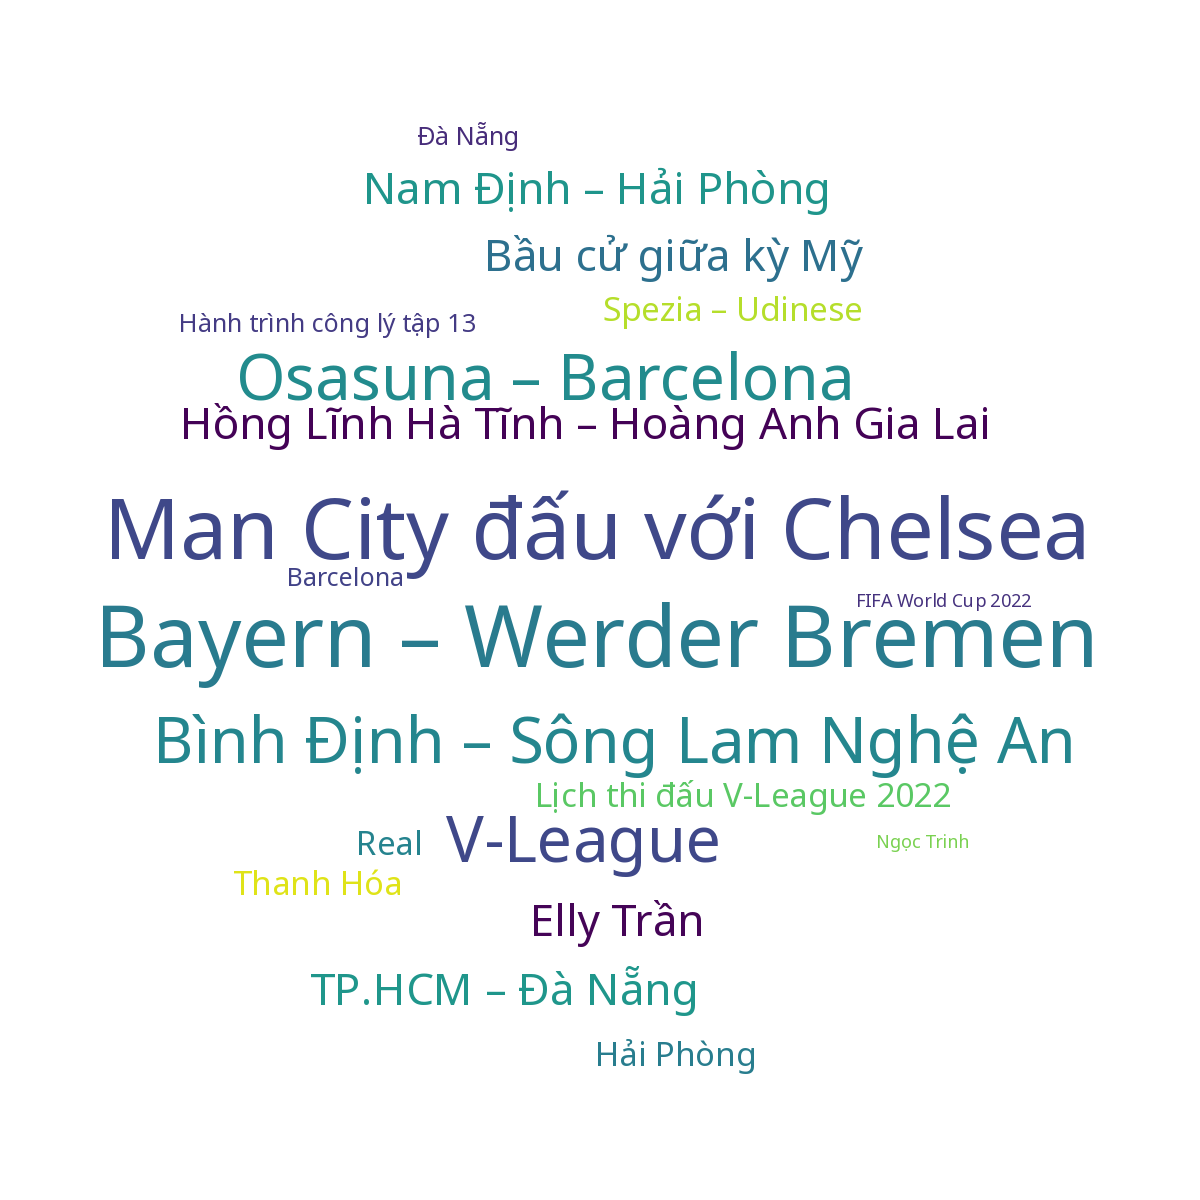 Đà Nẵng
Nam Định – Hải Phòng
Bầu cử giữa kỳ Mỹ
Spezia – Udinese
Hành trình công lý tập 13
Osasuna – Barcelona
Hồng Lĩnh Hà Tĩnh – Hoàng Anh Gia Lai
Man City đấu với Chelsea
Barcelona
FIFA World Cup 2022
Bayern – Werder Bremen
Bình Định – Sông Lam Nghệ An
Lịch thi đấu V-League 2022
V-League
Real
Ngọc Trinh
Thanh Hóa
Elly Trần
TP.HCM – Đà Nẵng
Hải Phòng